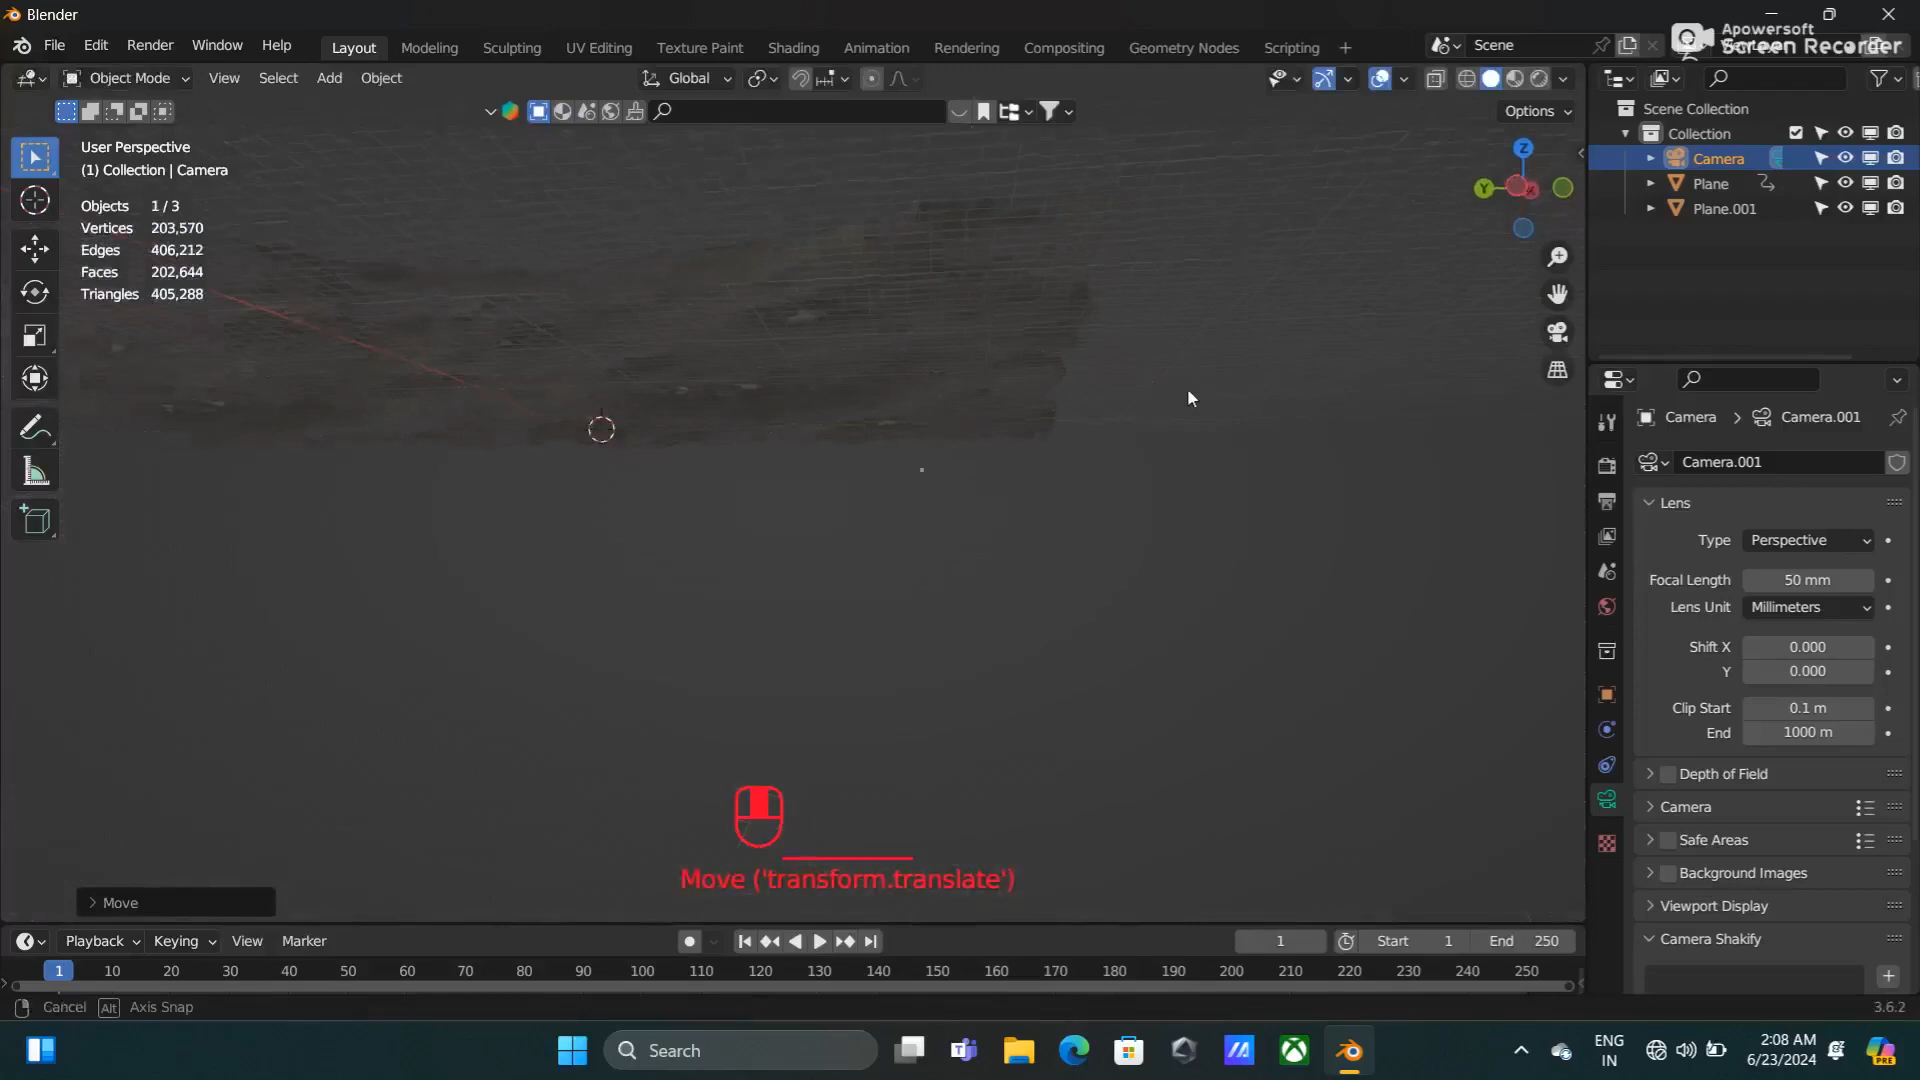 Blender
File Edit Render Window Help
Layout Modeling Sculpting UV Editing Texture Paint Shading Animation Rendering Compositing Geometry Nodes Scripting +
Scene
Apowersoft
Screen Recorder
Object Mode View Select Add Object
Global
Options
User Perspective
(1) Collection | Camera
Objects 1 / 3
Vertices 203,570
Edges 406,212
Faces 202,644
Triangles 405,288
Z
Y
Scene Collection
Collection
Camera
Plane
Plane.001
Camera > Camera.001
Camera.001
Lens
Type Perspective
Focal Length 50 mm
Lens Unit Millimeters
Shift X 0.000
Y 0.000
Clip Start 0.1 m
End 1000 m
Depth of Field
Camera
Safe Areas
Background Images
Viewport Display
Camera Shakify
Move ('transform.translate')
Move
Playback Keying View Marker
1 Start 1 End 250
1 10 20 30 40 50 60 70 80 90 100 110 120 130 140 150 160 170 180 190 200 210 220 230 240 250
Cancel Alt Axis Snap
3.6.2
Search
ENG
IN
2:08 AM
6/23/2024
PRE